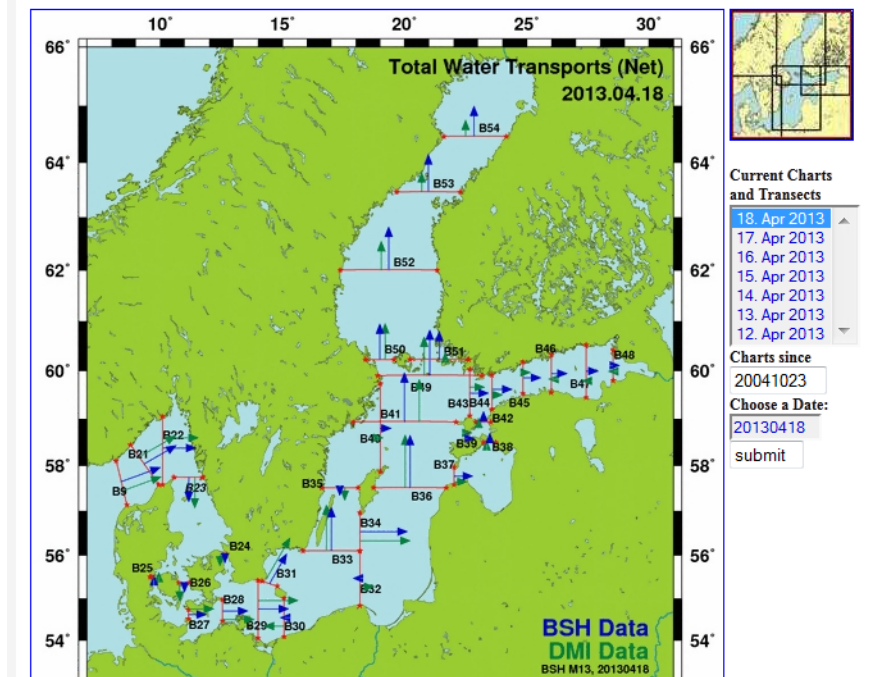 10° 15° 20° 25° 30°
66° 66°
Total Water Transports (Net)
2013.04.18
B54
64° 64°
B53
62° 62°
B52
B50 B51
60° 60°
B46 B48
B49 B47
B41 B43 B44 B45
B42
B22
B21 B39 B38
58° 58°
B37
B9 B23
B35 B36
B34
56° 56°
B24 B33
B25 B31
B26 B32
B28
B27 B29 B30
54° 54°
BSH Data
DMI Data
BSH M13, 20130418
Current Charts
and Transects
18. Apr 2013
17. Apr 2013
16. Apr 2013
15. Apr 2013
14. Apr 2013
13. Apr 2013
12. Apr 2013
Charts since
20041023
Choose a Date:
20130418
submit